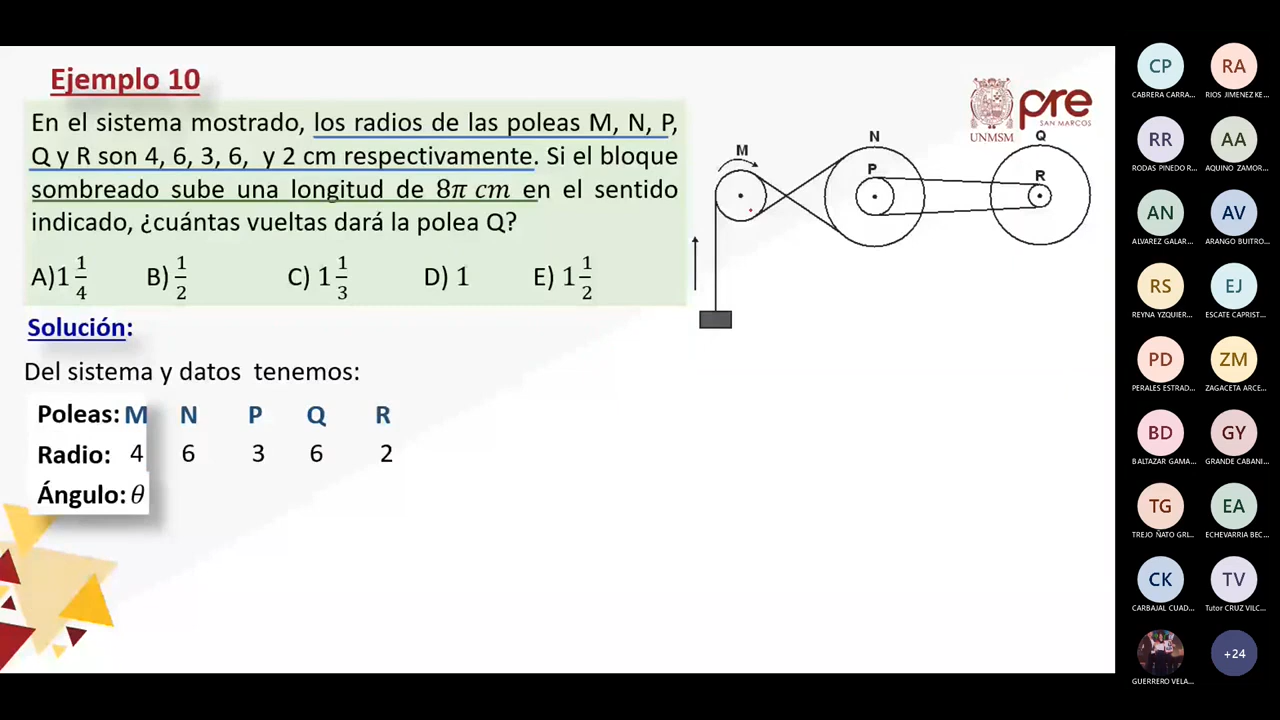 Ejemplo 10
En el sistema mostrado, los radios de las poleas M, N, P,
Q y R son 4, 6, 3, 6, y 2 cm respectivamente. Si el bloque
sombreado sube una longitud de 8π cm en el sentido
indicado, ¿cuántas vueltas dará la polea Q?
A)1 1/4 B) 1/2 C) 1 1/3 D) 1 E) 1 1/2
Solución:
Del sistema y datos tenemos:
Poleas: M N P Q R
Radio: 4 6 3 6 2
Ángulo: θ
UNMSM
pre
SAN MARCOS
M
N
P
Q
R
CP
CABRERA CARRA...
RA
RIOS JIMENEZ KE...
RR
RODAS PINEDO R...
AA
AQUINO ZAMOR...
AN
ALVAREZ GALAR...
AV
ARANGO BUITRO...
RS
REYNA YZQUIER...
EJ
ESCATE CAPRIST...
PD
PERALES ESTRAD...
ZM
ZAGACETA ARCE...
BD
BALTAZAR GAMA...
GY
GRANDE CABANI...
TG
TREJO ÑATO GRI...
EA
ECHEVARRIA BEC...
CK
CARBAJAL CUAD...
TV
Tutor CRUZ VILC...
GUERRERO VELA...
+24